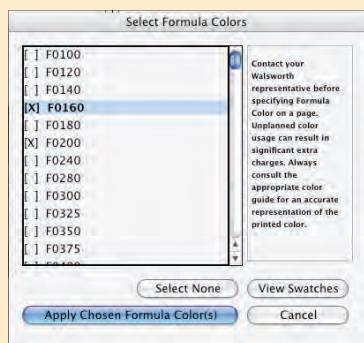 Select Formula Colors
[ ] F0100
[ ] F0120
[ ] F0140
[X] F0160
[ ] F0180
[X] F0200
[ ] F0240
[ ] F0280
[ ] F0300
[ ] F0325
[ ] F0350
[ ] F0375
Contact your
Walsworth
representative before
specifying Formula
Color on a page.
Unplanned color
usage can result in
significant extra
charges. Always
consult the
appropriate color
guide for an accurate
representation of the
printed color.
Select None
View Swatches
Apply Chosen Formula Color(s)
Cancel